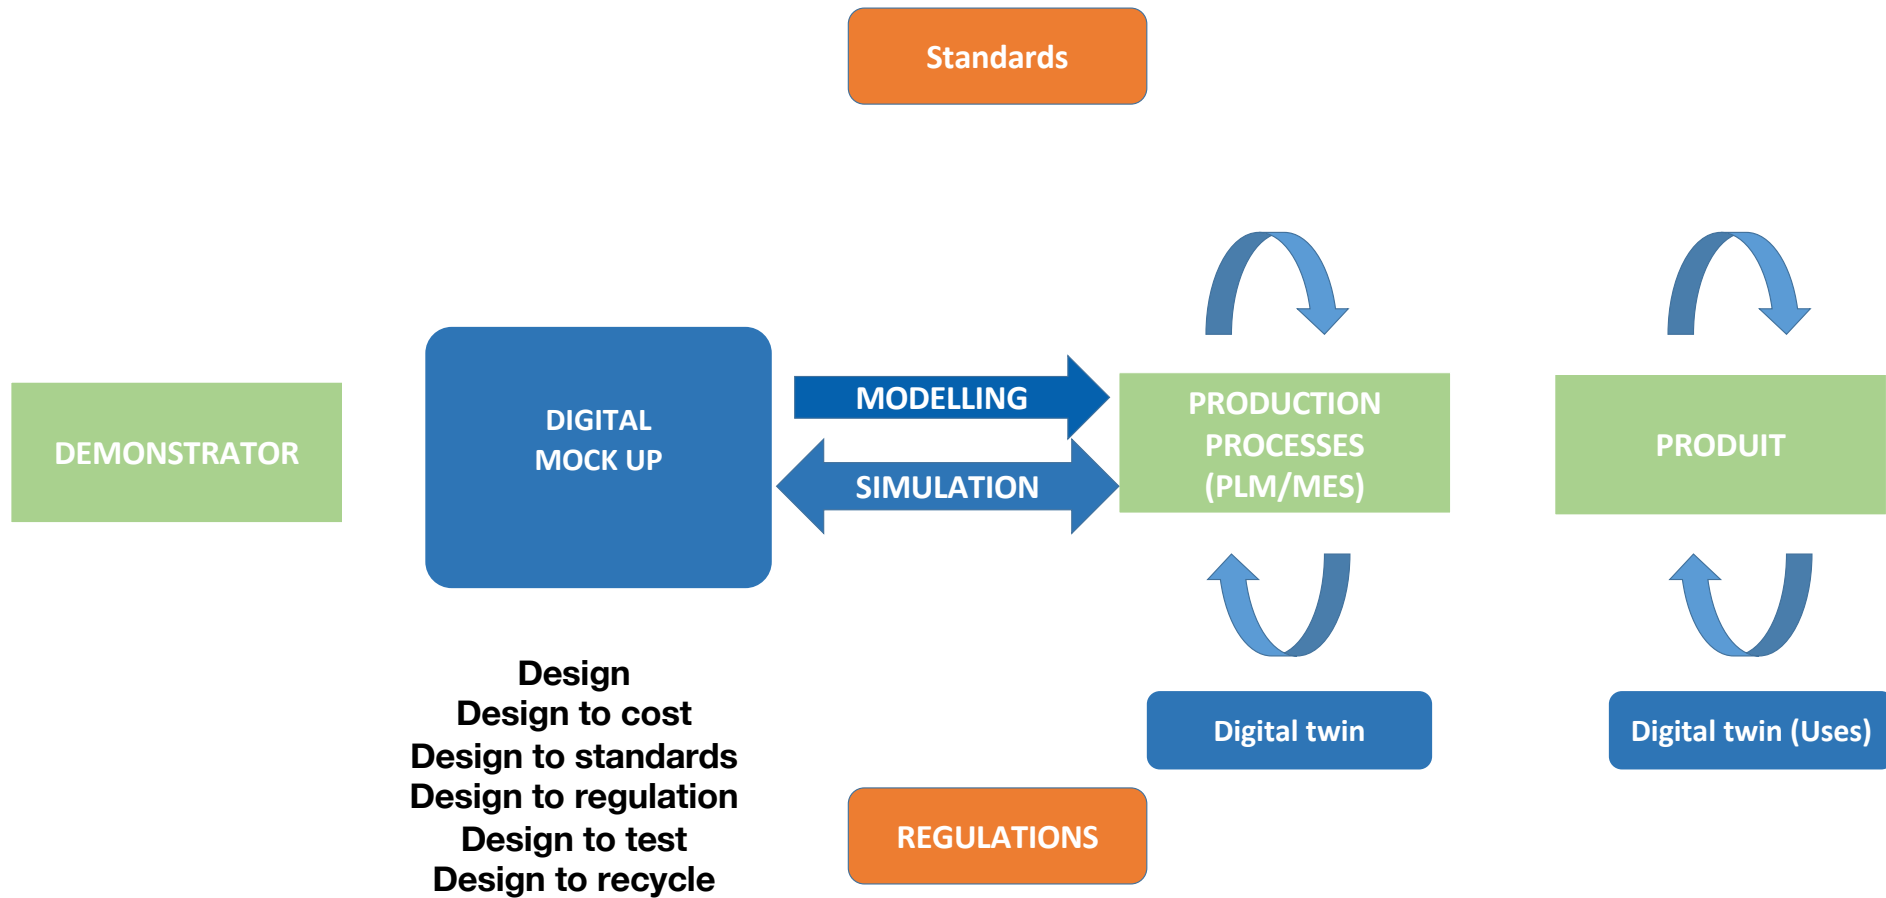 Standards
DEMONSTRATOR
DIGITAL
MOCK UP
MODELLING
SIMULATION
PRODUCTION
PROCESSES
(PLM/MES)
PRODUIT
Design
Design to cost
Design to standards
Design to regulation
Design to test
Design to recycle
Digital twin
Digital twin (Uses)
REGULATIONS